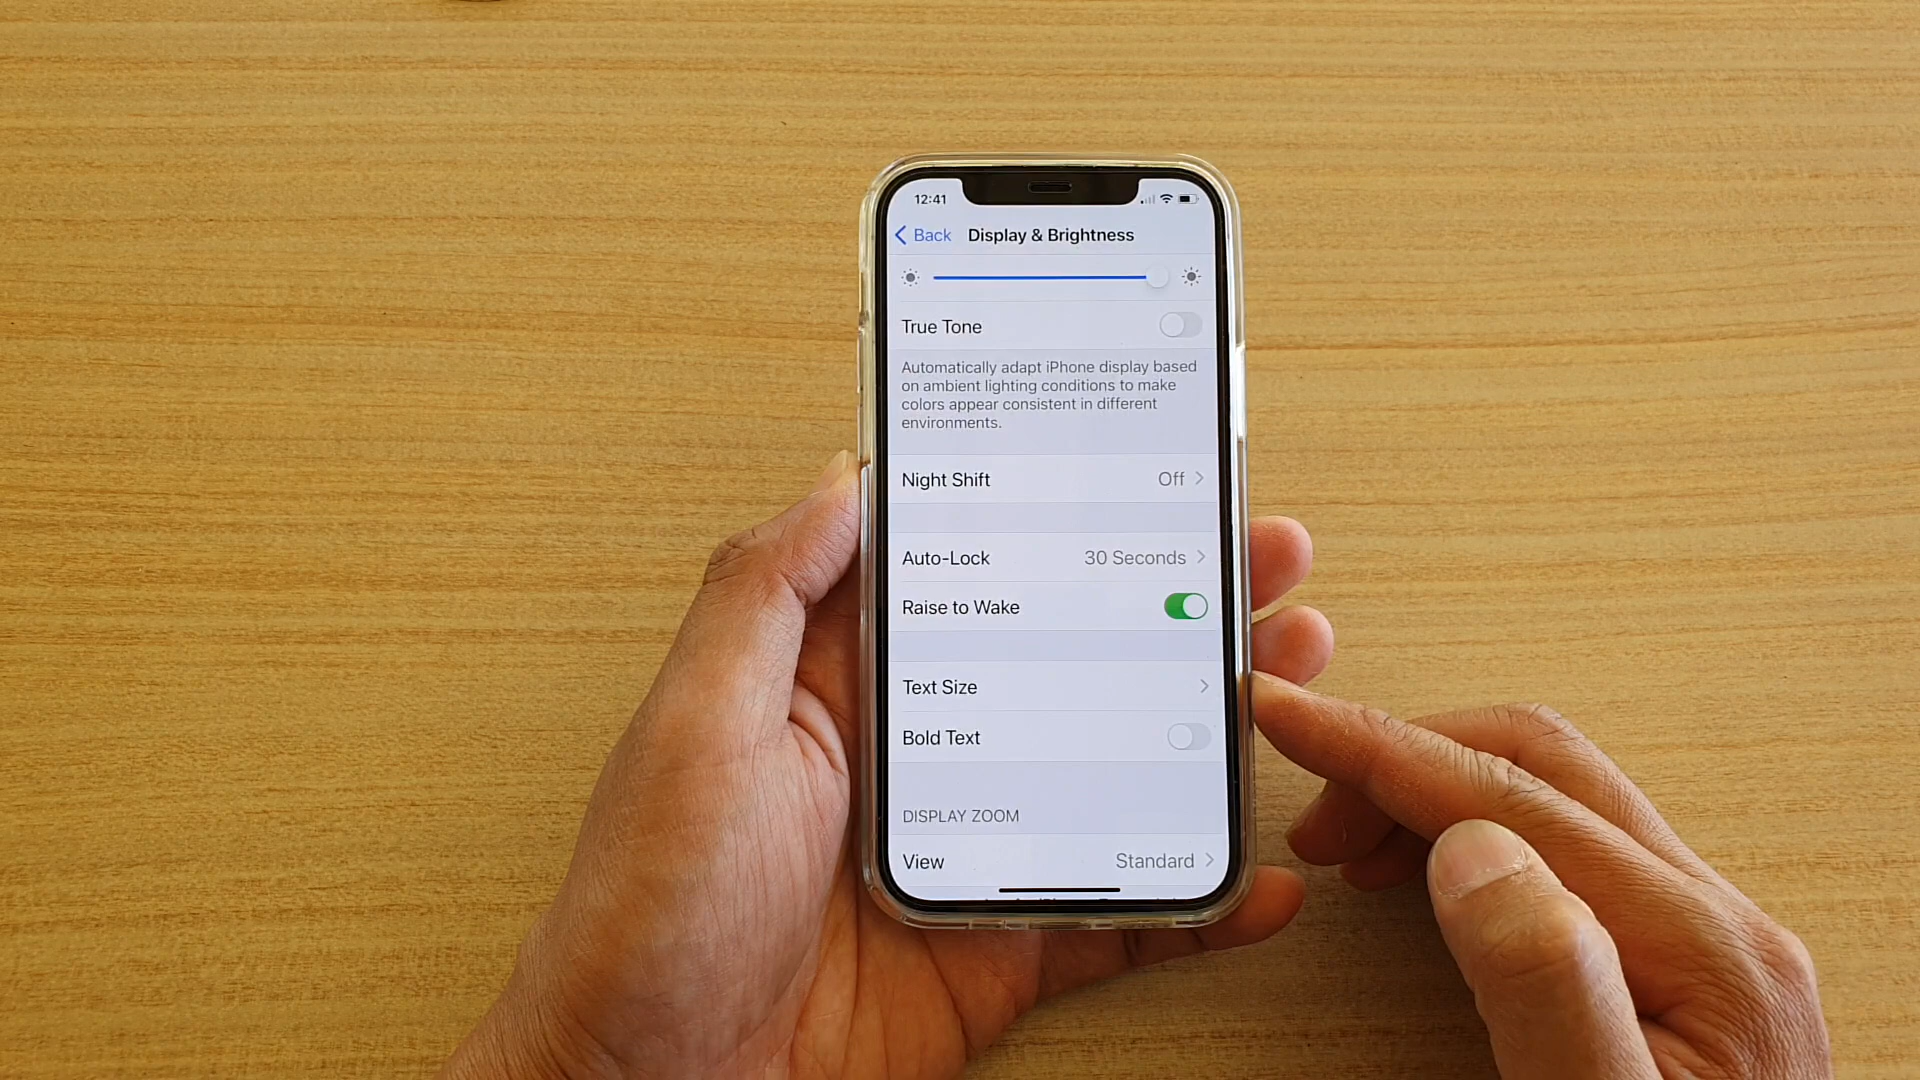 12:41
Back Display & Brightness
True Tone
Automatically adapt iPhone display based
on ambient lighting conditions to make
colors appear consistent in different
environments.
Night Shift Off
Auto-Lock 30 Seconds
Raise to Wake
Text Size
Bold Text
DISPLAY ZOOM
View Standard